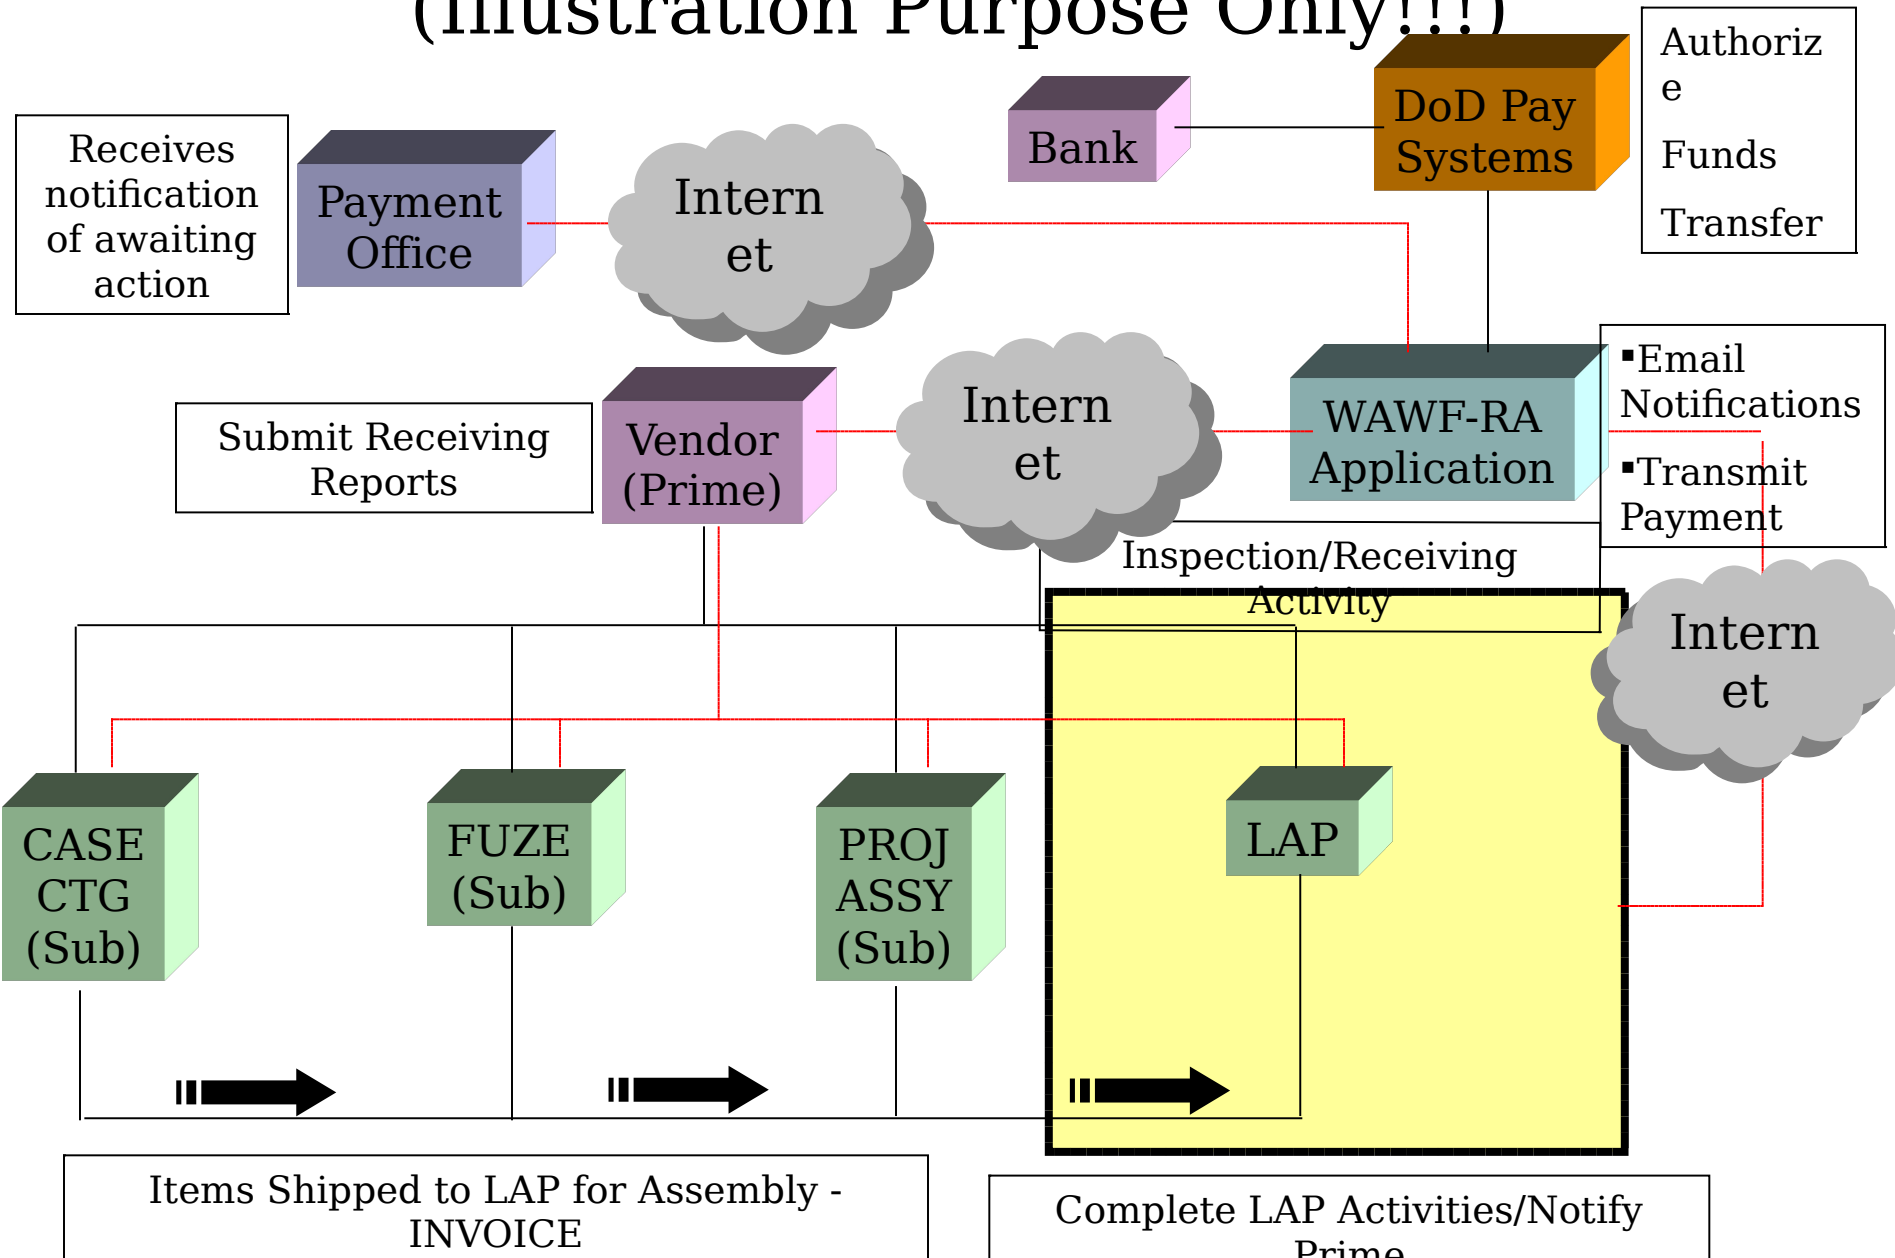 (Illustration Purpose Only!!!)
Authoriz
e
Funds
Transfer
DoD Pay
Systems
Bank
Receives
notification
of awaiting
action
Payment
Office
Intern
et
▪Email
Notifications
▪Transmit
Payment
WAWF-RA
Application
Intern
et
Vendor
(Prime)
Submit Receiving
Reports
Inspection/Receiving
Activity
Intern
et
CASE
CTG
(Sub)
FUZE
(Sub)
PROJ
ASSY
(Sub)
LAP
Items Shipped to LAP for Assembly -
INVOICE
Complete LAP Activities/Notify
Prime